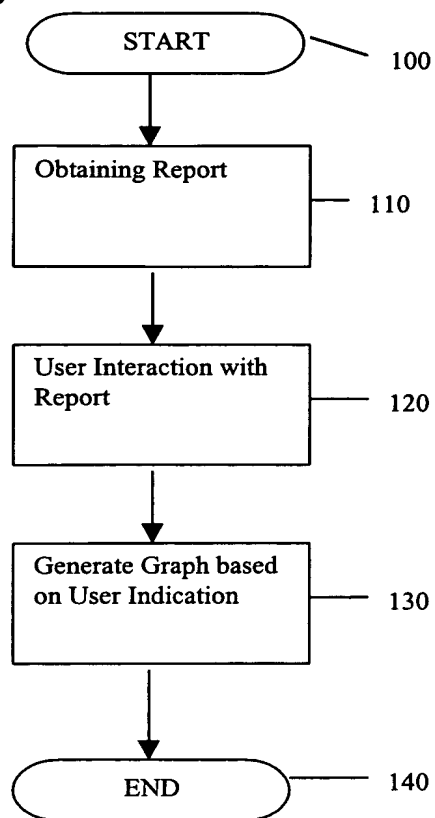 START
100
Obtaining Report
110
User Interaction with
Report
120
Generate Graph based
on User Indication
130
END
140